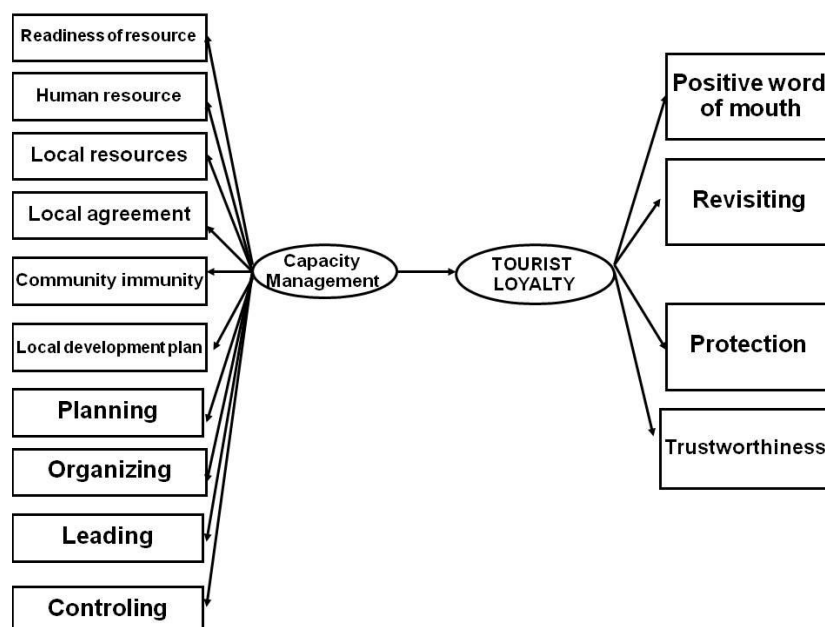 Readiness of resource
Human resource
Local resources
Local agreement
Community immunity
Local development plan
Planning
Organizing
Leading
Controling
Capacity
Management
TOURIST
LOYALTY
Positive word
of mouth
Revisiting
Protection
Trustworthiness